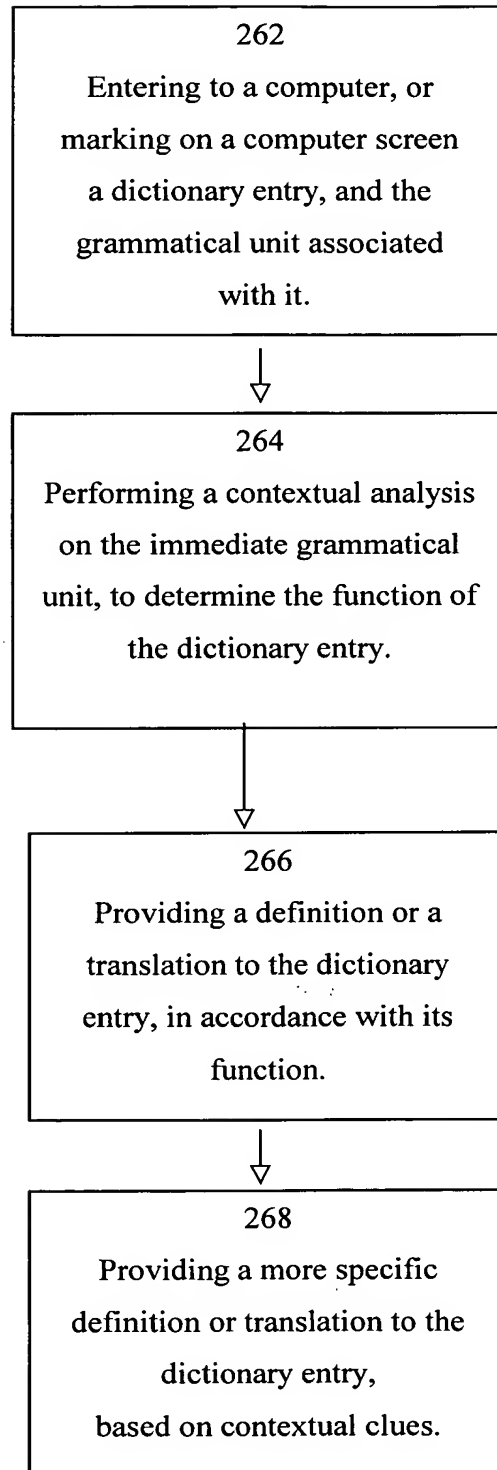 262
Entering to a computer, or
marking on a computer screen
a dictionary entry, and the
grammatical unit associated
with it.
264
Performing a contextual analysis
on the immediate grammatical
unit, to determine the function of
the dictionary entry.
266
Providing a definition or a
translation to the dictionary
entry, in accordance with its
function.
268
Providing a more specific
definition or translation to the
dictionary entry,
based on contextual clues.